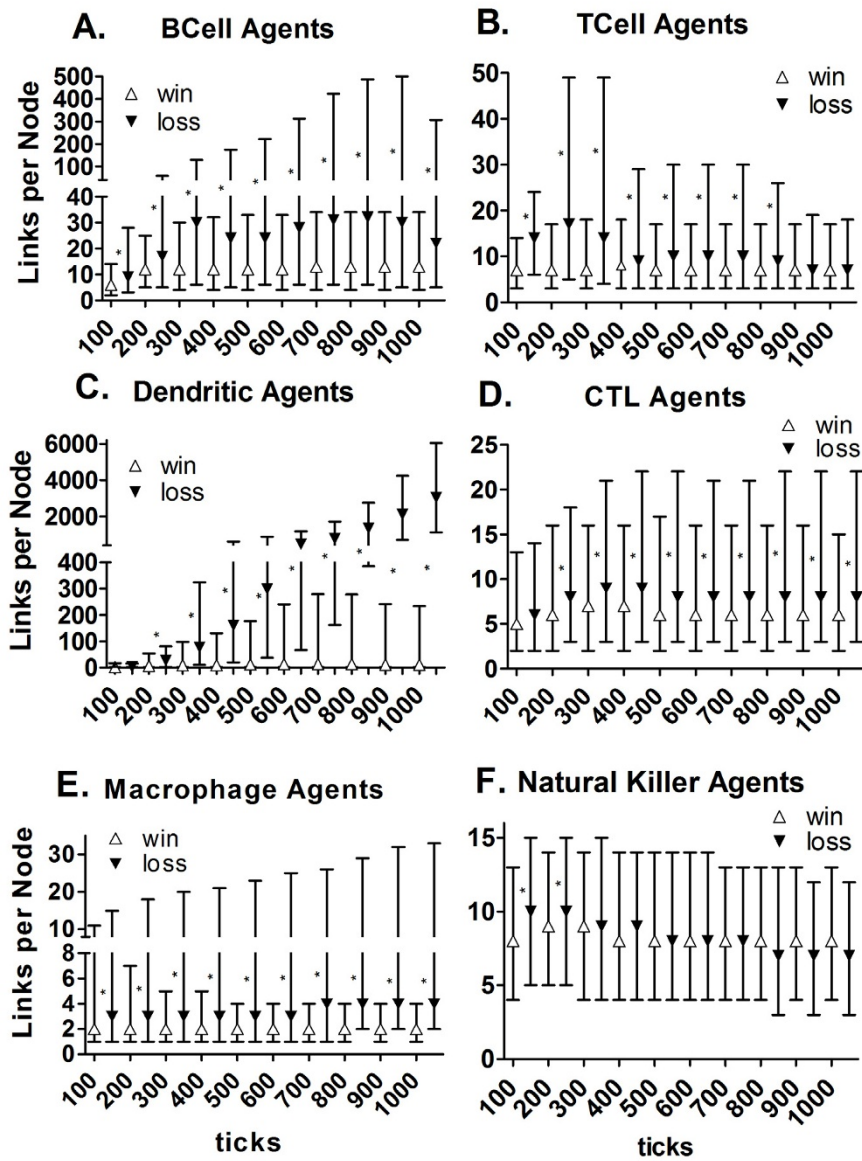 A. BCell Agents
Links per Node
500
400
300
200
100
40
30
20
10
0
△ win
▼ loss
* * * * * * * * * *
100 200 300 400 500 600 700 800 900 1000
B. TCell Agents
50
40
30
20
10
0
△ win
▼ loss
* * * * * * * *
100 200 300 400 500 600 700 800 900 1000
C. Dendritic Agents
Links per Node
6000
4000
2000
400
300
200
100
0
△ win
▼ loss
* * * * * * * * *
100 200 300 400 500 600 700 800 900 1000
D. CTL Agents
25
20
15
10
5
0
△ win
▼ loss
* * * * * * * * *
100 200 300 400 500 600 700 800 900 1000
E. Macrophage Agents
Links per Node
30
20
10
8
6
4
2
0
△ win
▼ loss
* * * * * * * * * *
100 200 300 400 500 600 700 800 900 1000
ticks
F. Natural Killer Agents
15
10
5
0
△ win
▼ loss
* *
100 200 300 400 500 600 700 800 900 1000
ticks